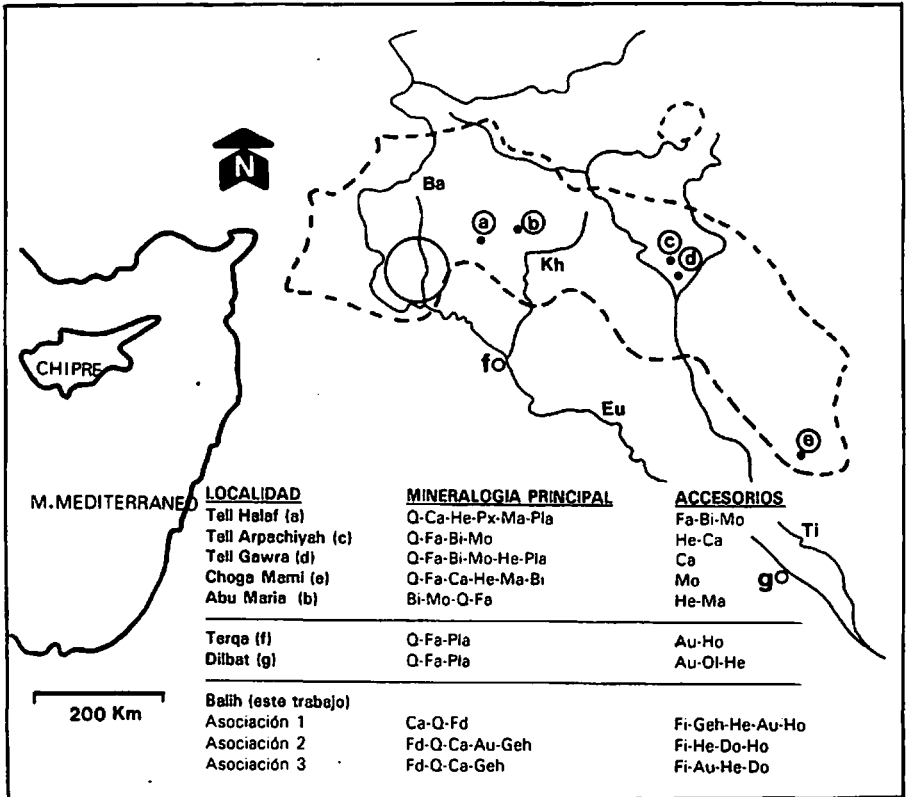 N
Ba
a
b
c
d
Kh
CHIPRE
f
Eu
e
M.MEDITERRANEO
LOCALIDAD MINERALOGIA PRINCIPAL ACCESORIOS
Tell Halaf (a) Q-Ca-He-Px-Ma-Pla Fa-Bi-Mo
Tell Arpachiyah (c) Q-Fa-Bi-Mo He-Ca
Tell Gawra (d) Q-Fa-Bi-Mo-He-Pla Ca
Choga Mami (e) Q-Fa-Ca-He-Ma-Bi Mo
Abu Maria (b) Bi-Mo-Q-Fa He-Ma
Ti
g
Terqa (f) Q-Fa-Pla Au-Ho
Dilbat (g) Q-Fa-Pla Au-Ol-He
200 Km
Balih (este trabajo)
Asociación 1 Ca-Q-Fd Fi-Geh-He-Au-Ho
Asociación 2 Fd-Q-Ca-Au-Geh Fi-He-Do-Ho
Asociación 3 Fd-Q-Ca-Geh Fi-Au-He-Do